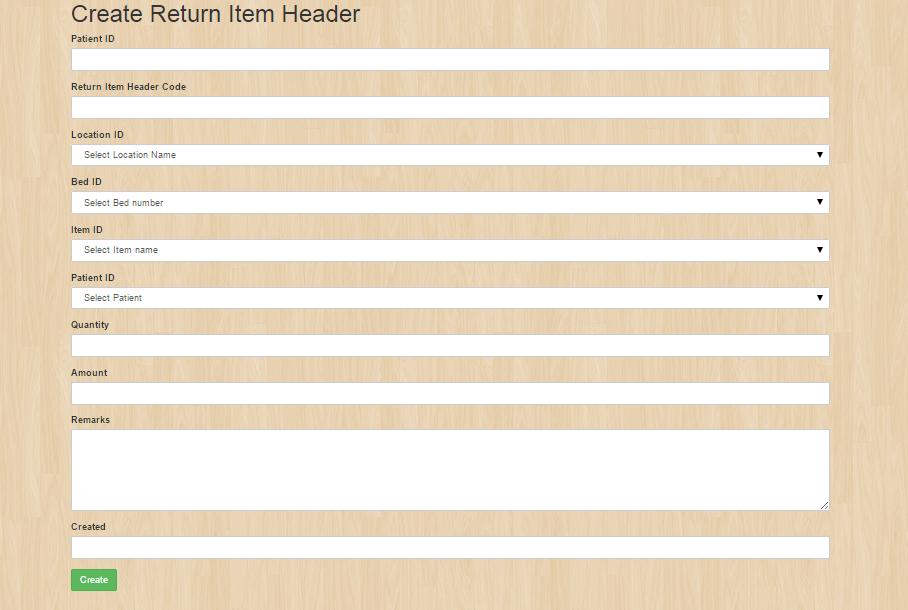 Create Return Item Header
Patient ID
Return Item Header Code
Location ID
Select Location Name
Bed ID
Select Bed number
Item ID
Select Item name
Patient ID
Select Patient
Quantity
Amount
Remarks
Created
Create